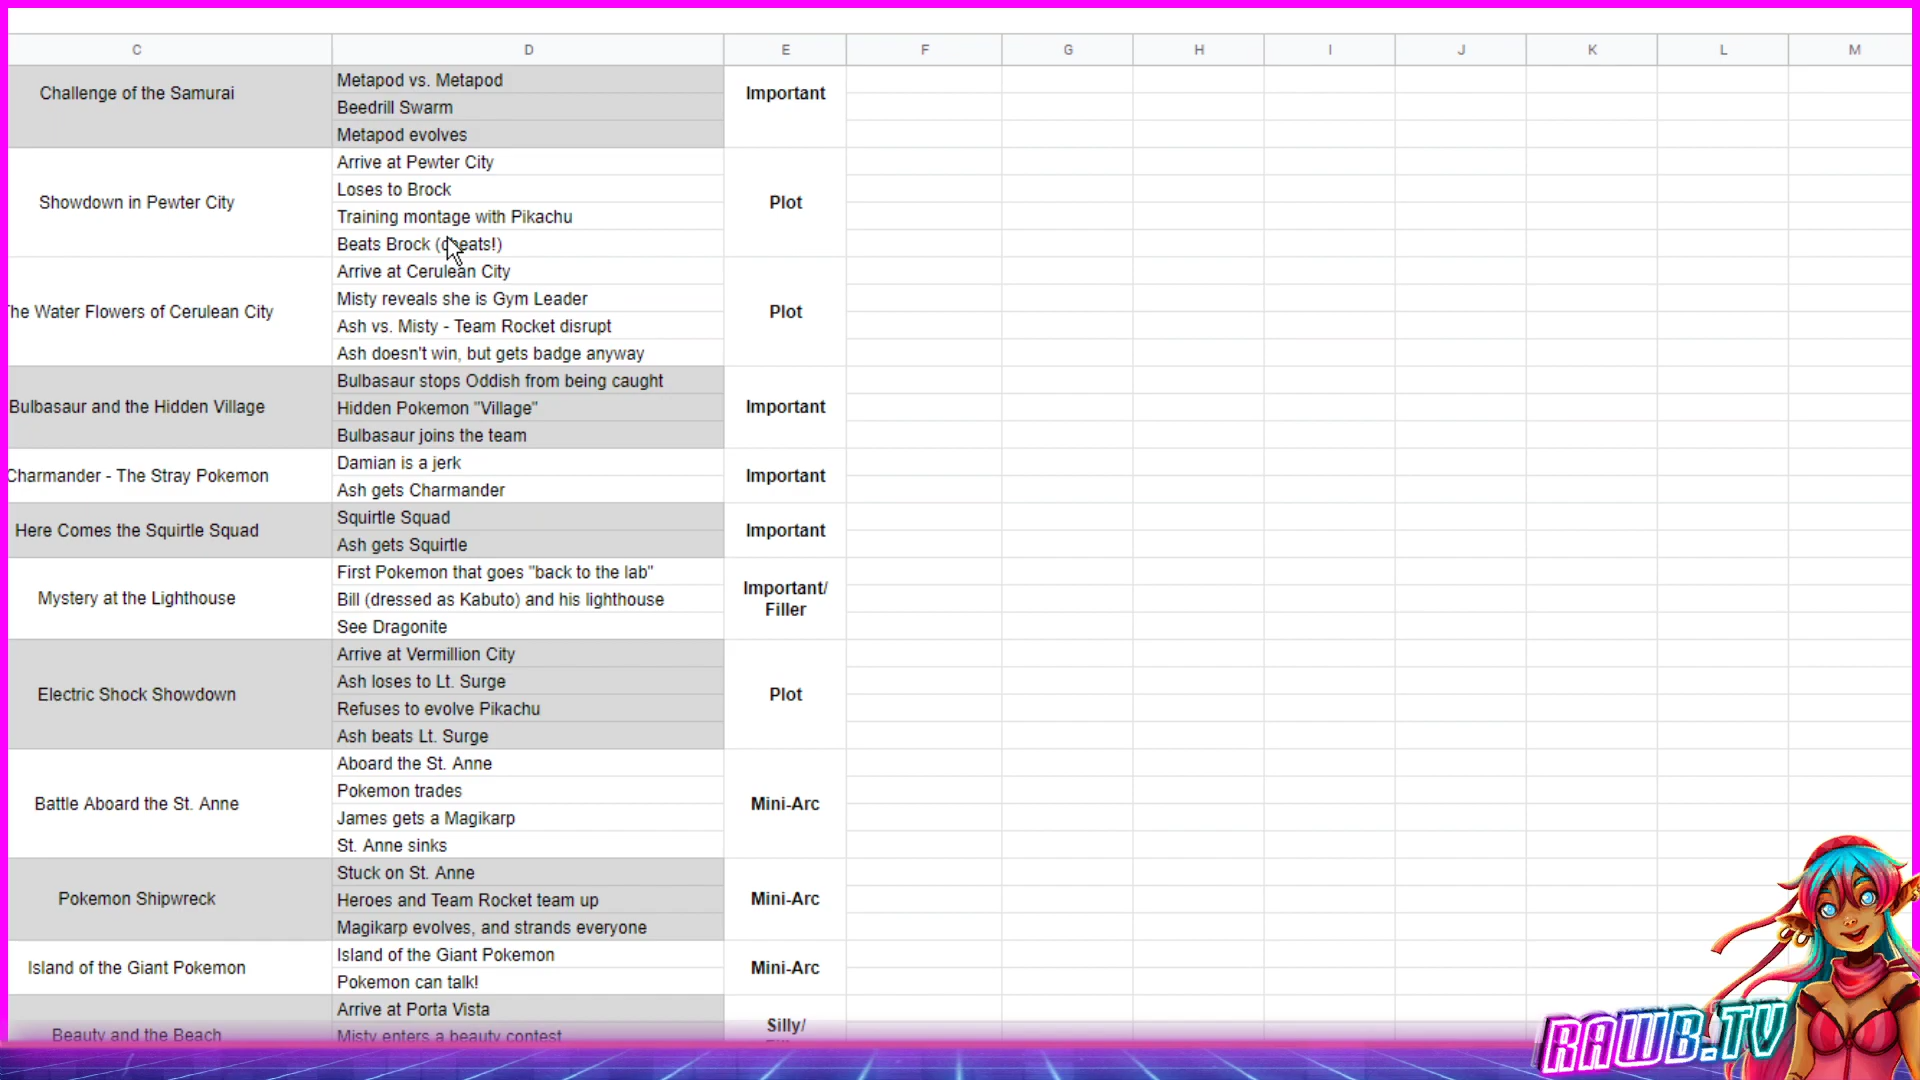 C D E F G H I J K L M
Challenge of the Samurai
Metapod vs. Metapod
Beedrill Swarm
Metapod evolves
Important
Showdown in Pewter City
Arrive at Pewter City
Loses to Brock
Training montage with Pikachu
Beats Brock (cheats!)
Plot
The Water Flowers of Cerulean City
Arrive at Cerulean City
Misty reveals she is Gym Leader
Ash vs. Misty - Team Rocket disrupt
Ash doesn't win, but gets badge anyway
Plot
Bulbasaur and the Hidden Village
Bulbasaur stops Oddish from being caught
Hidden Pokemon "Village"
Bulbasaur joins the team
Important
Charmander - The Stray Pokemon
Damian is a jerk
Ash gets Charmander
Important
Here Comes the Squirtle Squad
Squirtle Squad
Ash gets Squirtle
Important
Mystery at the Lighthouse
First Pokemon that goes "back to the lab"
Bill (dressed as Kabuto) and his lighthouse
See Dragonite
Important/
Filler
Electric Shock Showdown
Arrive at Vermillion City
Ash loses to Lt. Surge
Refuses to evolve Pikachu
Ash beats Lt. Surge
Plot
Battle Aboard the St. Anne
Aboard the St. Anne
Pokemon trades
James gets a Magikarp
St. Anne sinks
Mini-Arc
Pokemon Shipwreck
Stuck on St. Anne
Heroes and Team Rocket team up
Magikarp evolves, and strands everyone
Mini-Arc
Island of the Giant Pokemon
Island of the Giant Pokemon
Pokemon can talk!
Mini-Arc
Beauty and the Beach
Arrive at Porta Vista
Misty enters a beauty contest
Silly/
RAWB.TV